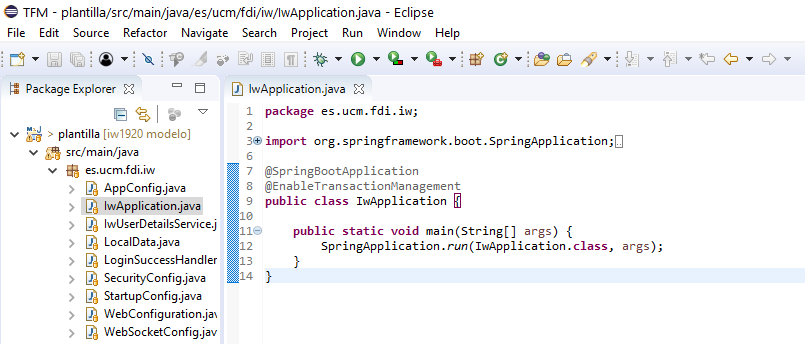 TFM - plantilla/src/main/java/es/ucm/fdi/iw/IwApplication.java - Eclipse
File Edit Source Refactor Navigate Search Project Run Window Help
Package Explorer
IwApplication.java
> plantilla [iw1920 modelo]
src/main/java
es.ucm.fdi.iw
AppConfig.java
IwApplication.java
IwUserDetailsService.j
LocalData.java
LoginSuccessHandler
SecurityConfig.java
StartupConfig.java
WebConfiguration.jav
WebSocketConfig.jav
1 package es.ucm.fdi.iw;
2
3 import org.springframework.boot.SpringApplication;
6
7 @SpringBootApplication
8 @EnableTransactionManagement
9 public class IwApplication {
10
11 public static void main(String[] args) {
12 SpringApplication.run(IwApplication.class, args);
13 }
14 }